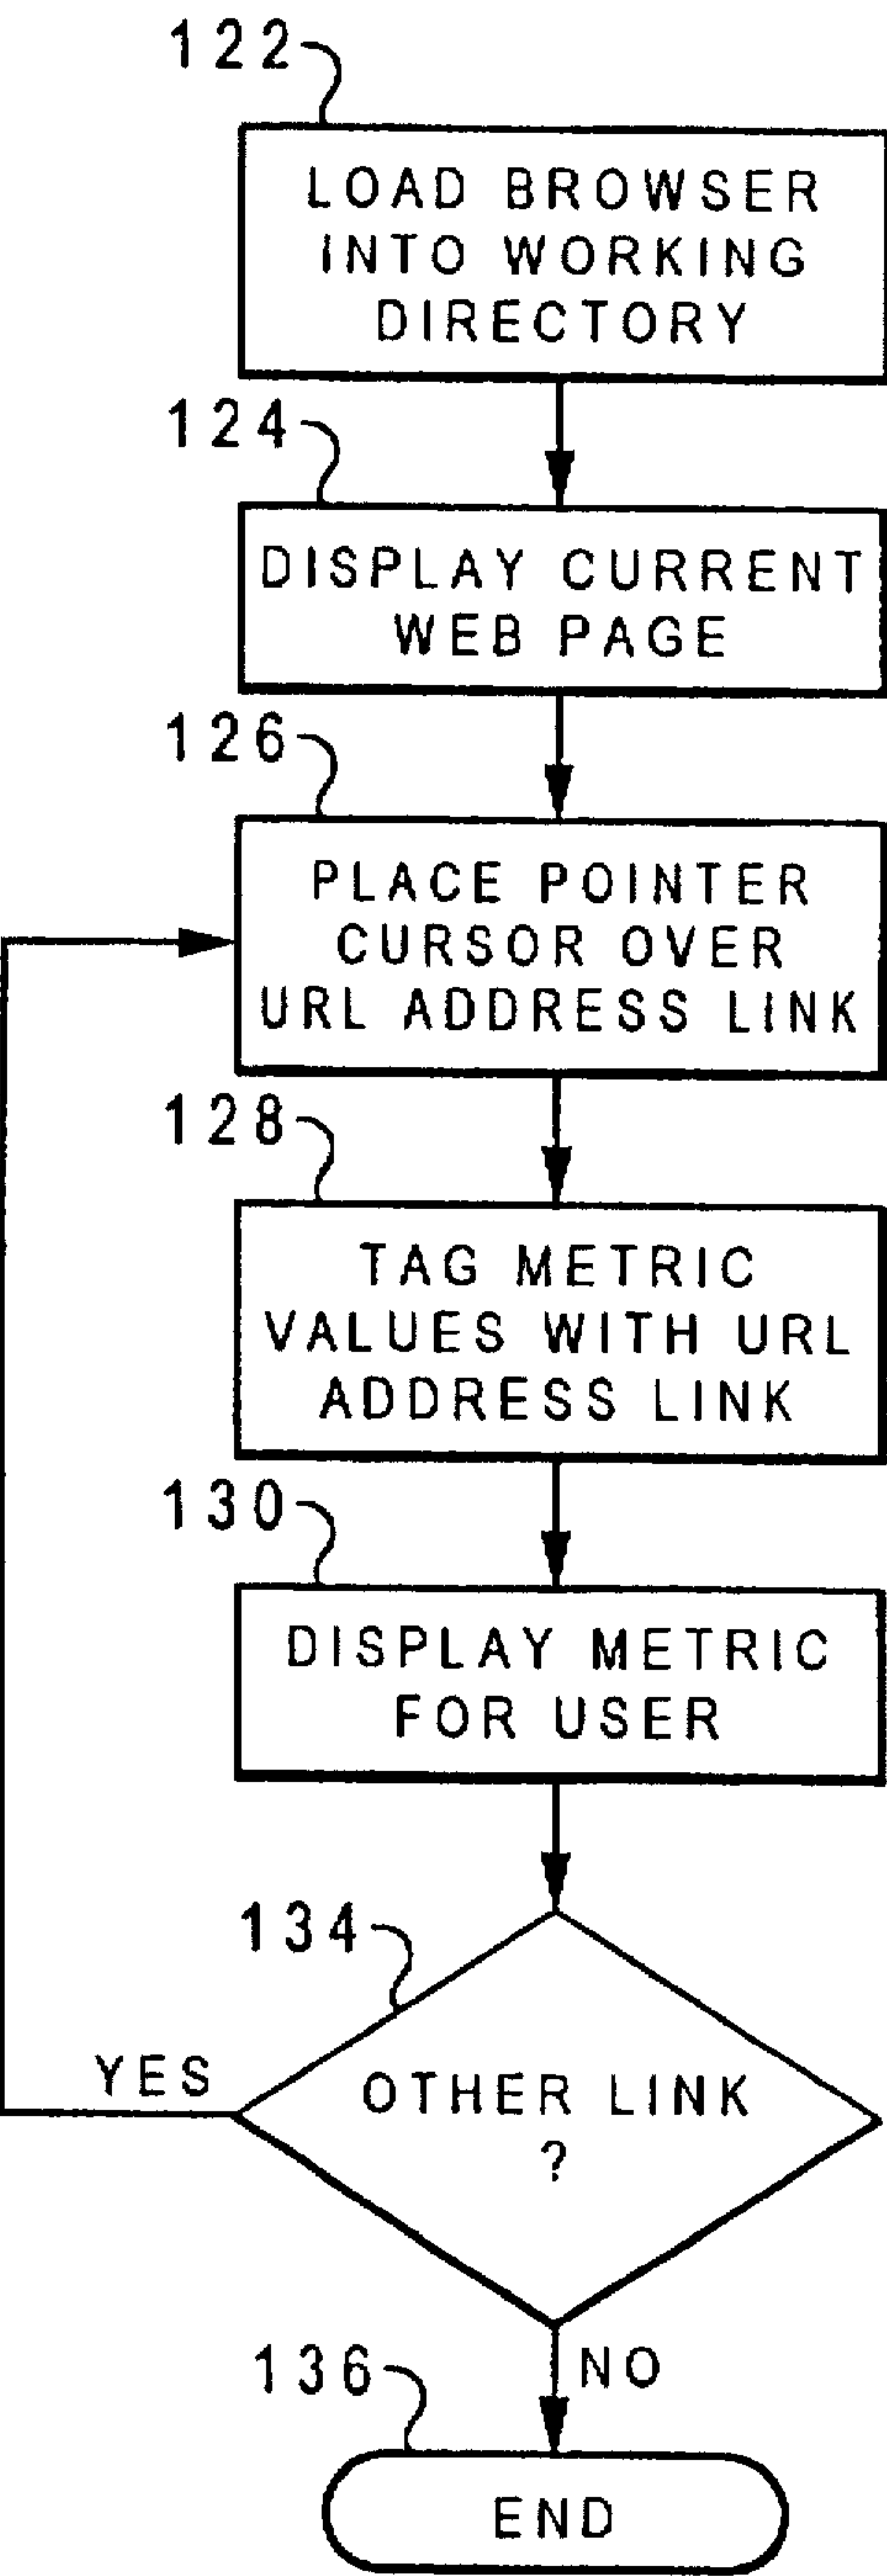 122
LOAD BROWSER
INTO WORKING
DIRECTORY
124
DISPLAY CURRENT
WEB PAGE
126
PLACE POINTER
CURSOR OVER
URL ADDRESS LINK
128
TAG METRIC
VALUES WITH URL
ADDRESS LINK
130
DISPLAY METRIC
FOR USER
134
YES
OTHER LINK
?
NO
136
END